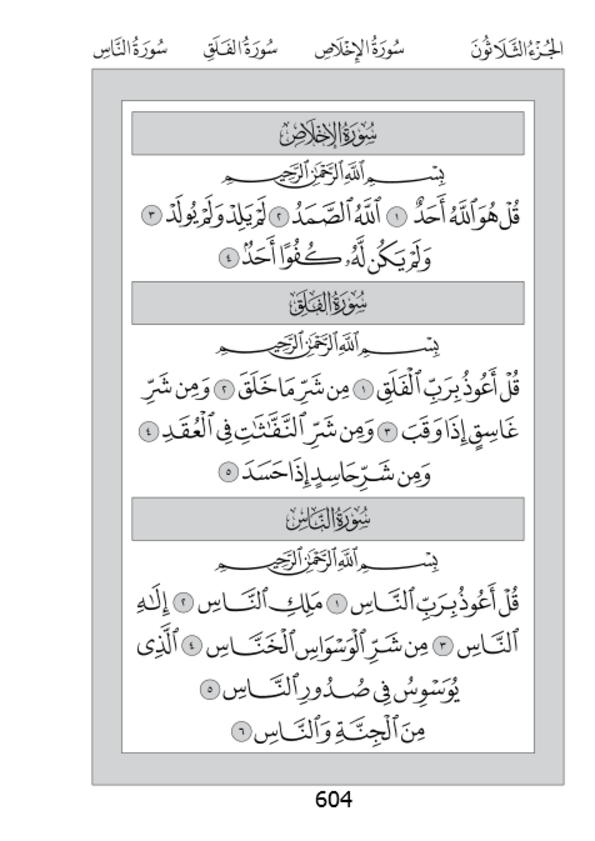 الجُزْءُ الثَّلَاثُونَ سُورَةُ الإِخْلَاصِ سُورَةُ الفَلَقِ سُورَةُ النَّاسِ
سُورَةُ الإِخْلَاصِ
بِسْمِ ٱللَّهِ ٱلرَّحْمَٰنِ ٱلرَّحِيمِ
قُلْ هُوَ ٱللَّهُ أَحَدٌ ١ ٱللَّهُ ٱلصَّمَدُ ٢ لَمْ يَلِدْ وَلَمْ يُولَدْ ٣
وَلَمْ يَكُن لَّهُۥ كُفُوًا أَحَدٌۢ ٤
سُورَةُ الفَلَقِ
بِسْمِ ٱللَّهِ ٱلرَّحْمَٰنِ ٱلرَّحِيمِ
قُلْ أَعُوذُ بِرَبِّ ٱلْفَلَقِ ١ مِن شَرِّ مَا خَلَقَ ٢ وَمِن شَرِّ
غَاسِقٍ إِذَا وَقَبَ ٣ وَمِن شَرِّ ٱلنَّفَّٰثَٰتِ فِي ٱلْعُقَدِ ٤
وَمِن شَرِّ حَاسِدٍ إِذَا حَسَدَ ٥
سُورَةُ النَّاسِ
بِسْمِ ٱللَّهِ ٱلرَّحْمَٰنِ ٱلرَّحِيمِ
قُلْ أَعُوذُ بِرَبِّ ٱلنَّاسِ ١ مَلِكِ ٱلنَّاسِ ٢ إِلَٰهِ
ٱلنَّاسِ ٣ مِن شَرِّ ٱلْوَسْوَاسِ ٱلْخَنَّاسِ ٤ ٱلَّذِى
يُوَسْوِسُ فِي صُدُورِ ٱلنَّاسِ ٥
مِنَ ٱلْجِنَّةِ وَٱلنَّاسِ ٦
604